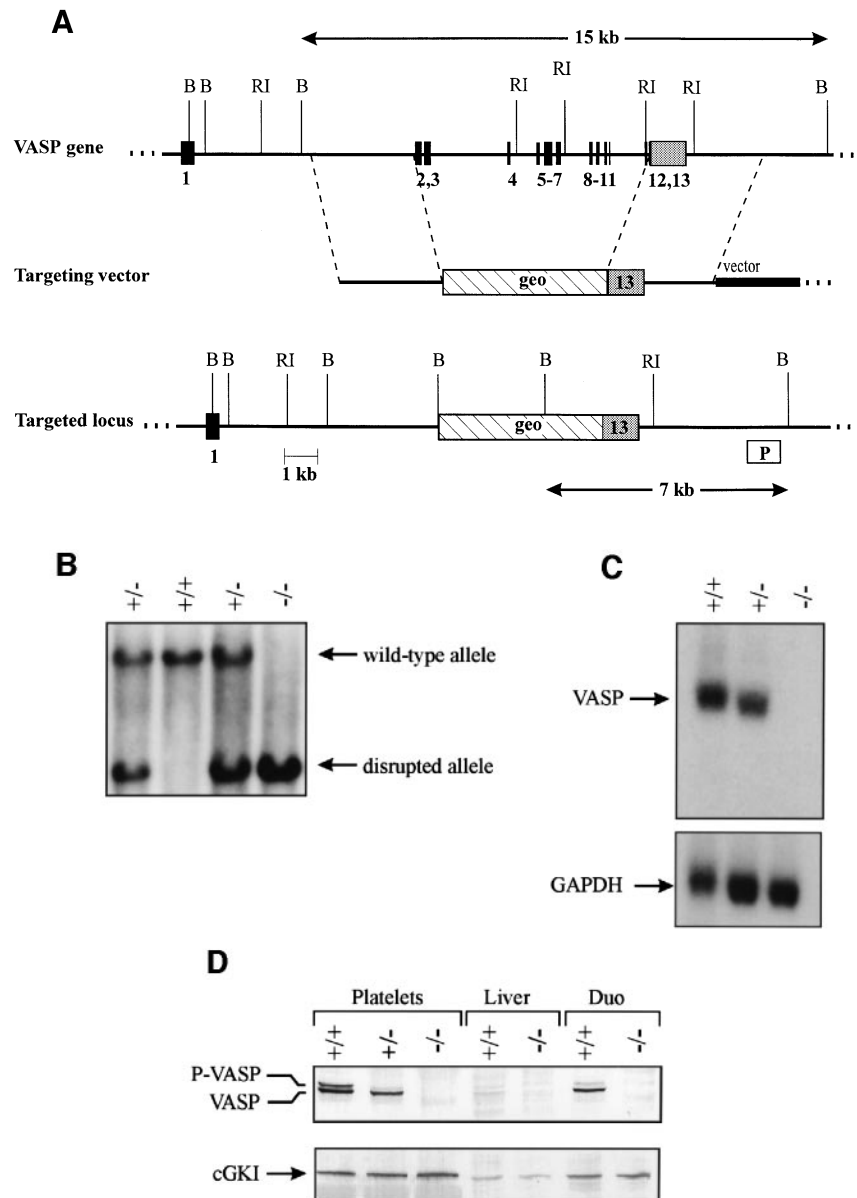 A
15 kb
B B RI B RI RI RI RI B
VASP gene
1 2,3 4 5-7 8-11 12,13
Targeting vector
geo 13 vector
B B RI B B B RI B
Targeted locus
geo 13
1
1 kb
P
7 kb
B
+/- +/+ +/- -/-
wild-type allele
disrupted allele
C
+/+ +/- -/-
VASP
GAPDH
D
Platelets Liver Duo
+/+ +/- -/- +/+ -/- +/+ -/-
P-VASP
VASP
cGKI